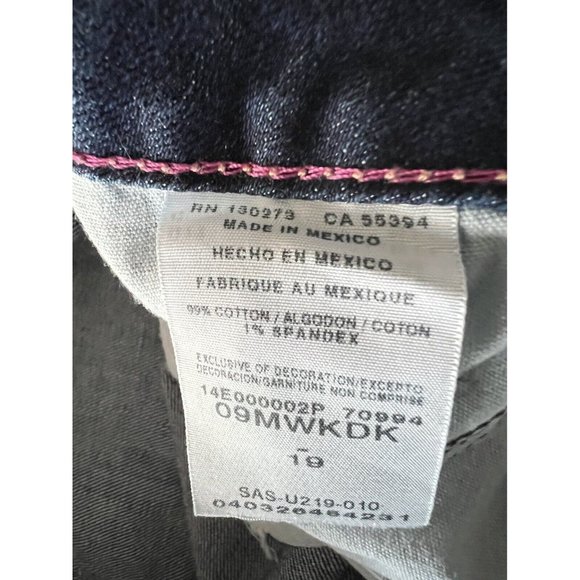 RN 130273 CA 55394
MADE IN MEXICO
HECHO EN MEXICO
FABRIQUE AU MEXIQUE
99% COTTON / ALGODON / COTON
1% SPANDEX
EXCLUSIVE OF DECORATION/EXCEPTO
DECORACION/GARNITURE NON COMPRISE
14E000002P 70994
09MWKDK
-
19
SAS-U219-010
040326484231